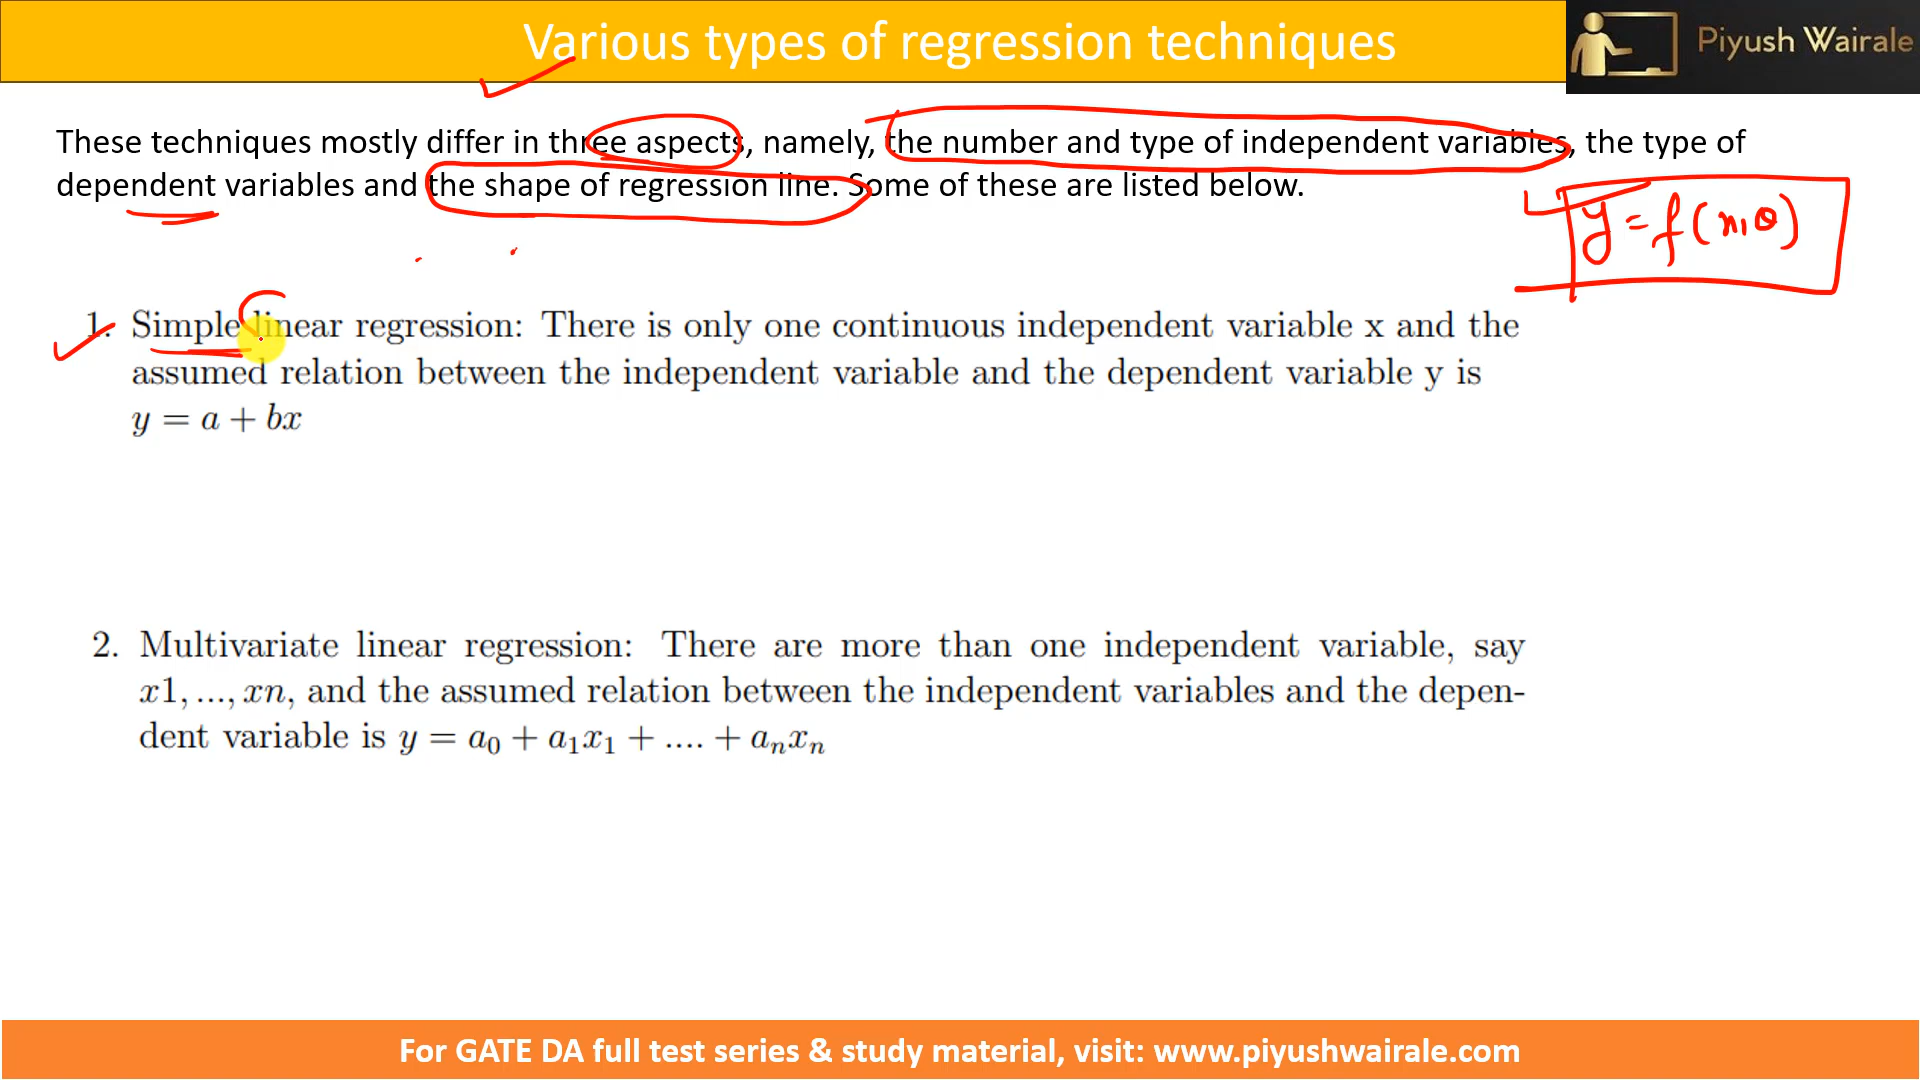 Various types of regression techniques
Piyush Wairale
These techniques mostly differ in three aspects, namely, the number and type of independent variables, the type of
dependent variables and the shape of regression line. Some of these are listed below.
y = f(x, θ)
1. Simple linear regression: There is only one continuous independent variable x and the
assumed relation between the independent variable and the dependent variable y is
y = a + bx
2. Multivariate linear regression: There are more than one independent variable, say
x1, ..., xn, and the assumed relation between the independent variables and the depen-
dent variable is y = a₀ + a₁x₁ + .... + aₙxₙ
For GATE DA full test series & study material, visit: www.piyushwairale.com